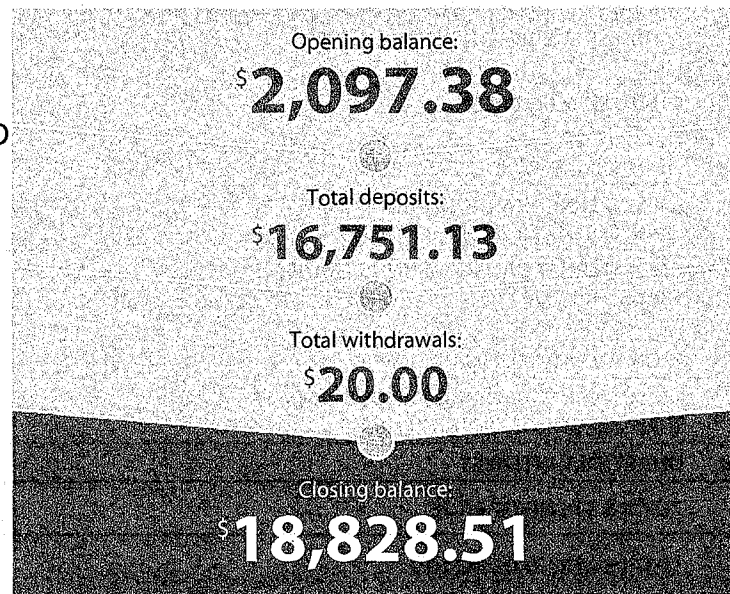 Opening balance:
$2,097.38
Total deposits:
$16,751.13
Total withdrawals:
$20.00
Closing balance:
$18,828.51